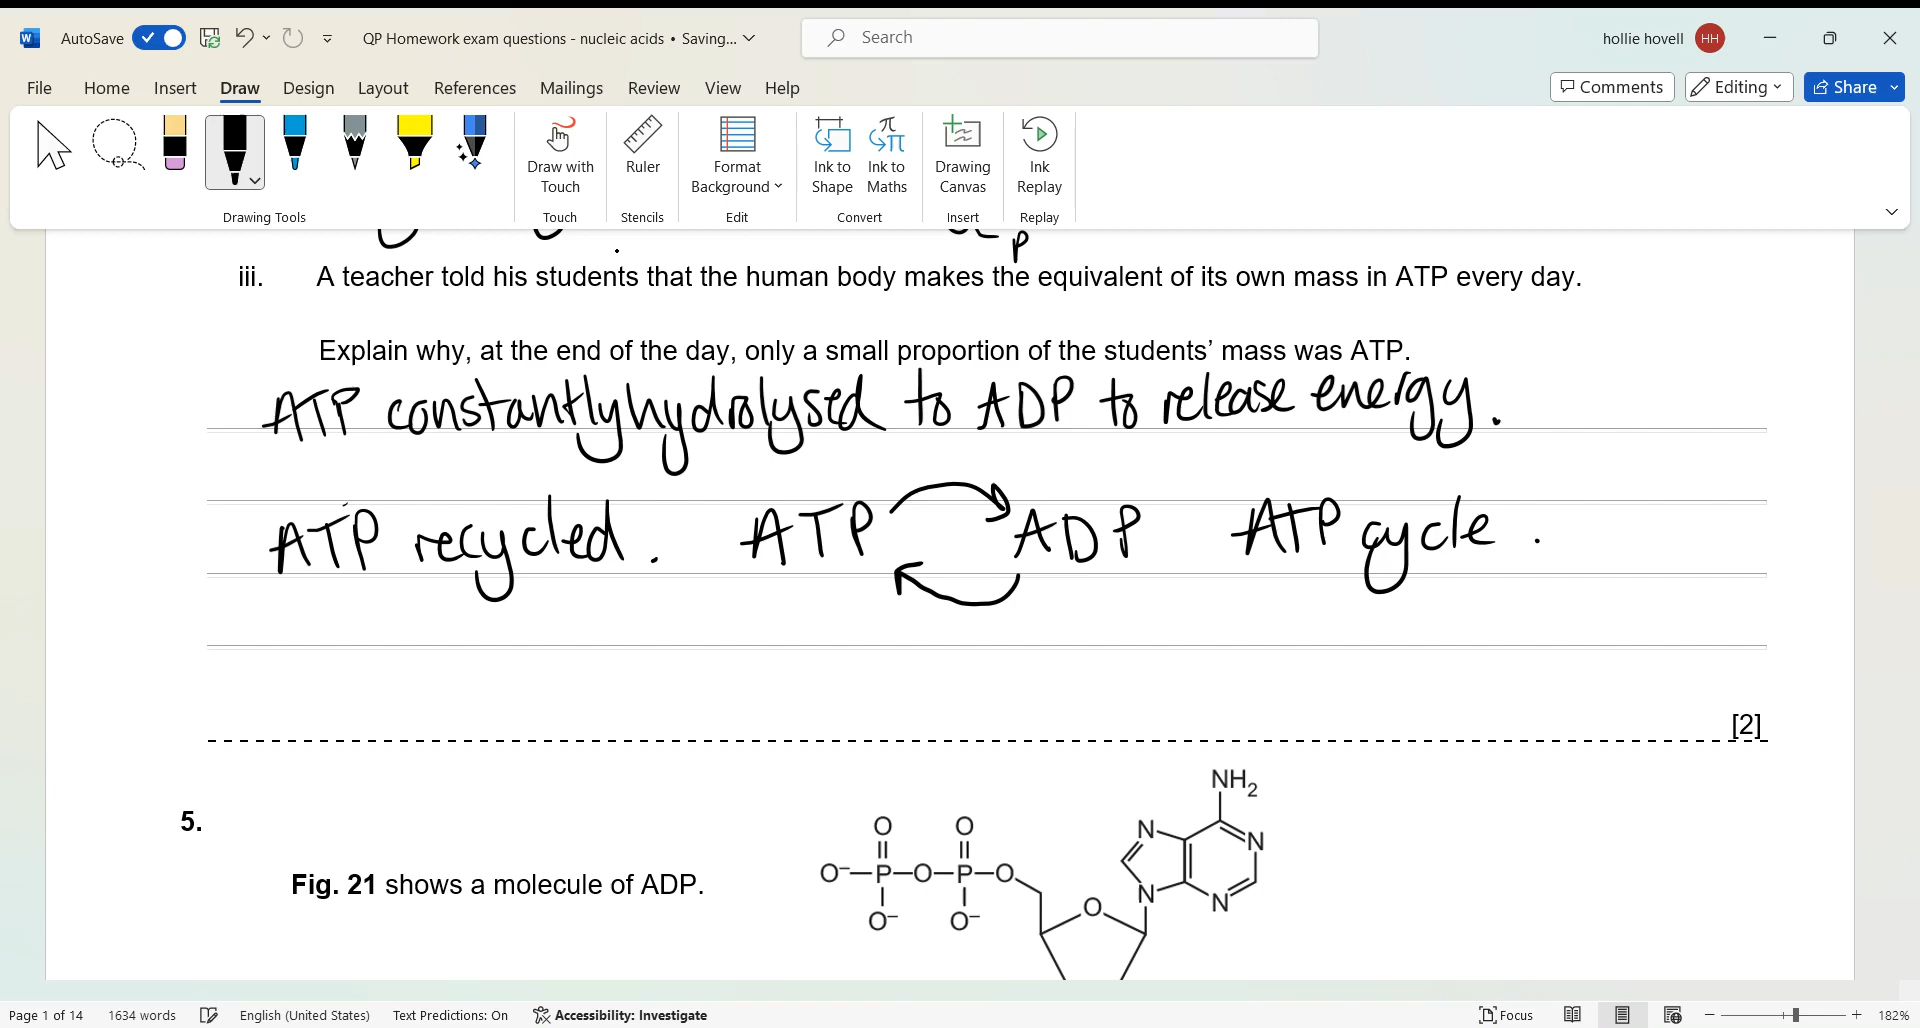 AutoSave QP Homework exam questions - nucleic acids • Saving... Search hollie hovell HH
File Home Insert Draw Design Layout References Mailings Review View Help Comments Editing Share
Draw with Touch Ruler Format Background Ink to Shape Ink to Maths Drawing Canvas Ink Replay
Drawing Tools Touch Stencils Edit Convert Insert Replay
P
iii. A teacher told his students that the human body makes the equivalent of its own mass in ATP every day.
Explain why, at the end of the day, only a small proportion of the students’ mass was ATP.
ATP constantly hydrolysed to ADP to release energy.
ATP recycled. ATP ADP ATP cycle.
[2]
NH2
5.
O O N N
Fig. 21 shows a molecule of ADP. O⁻ P O P O N N
O⁻ O⁻ O
Page 1 of 14 1634 words English (United States) Text Predictions: On Accessibility: Investigate Focus 182%